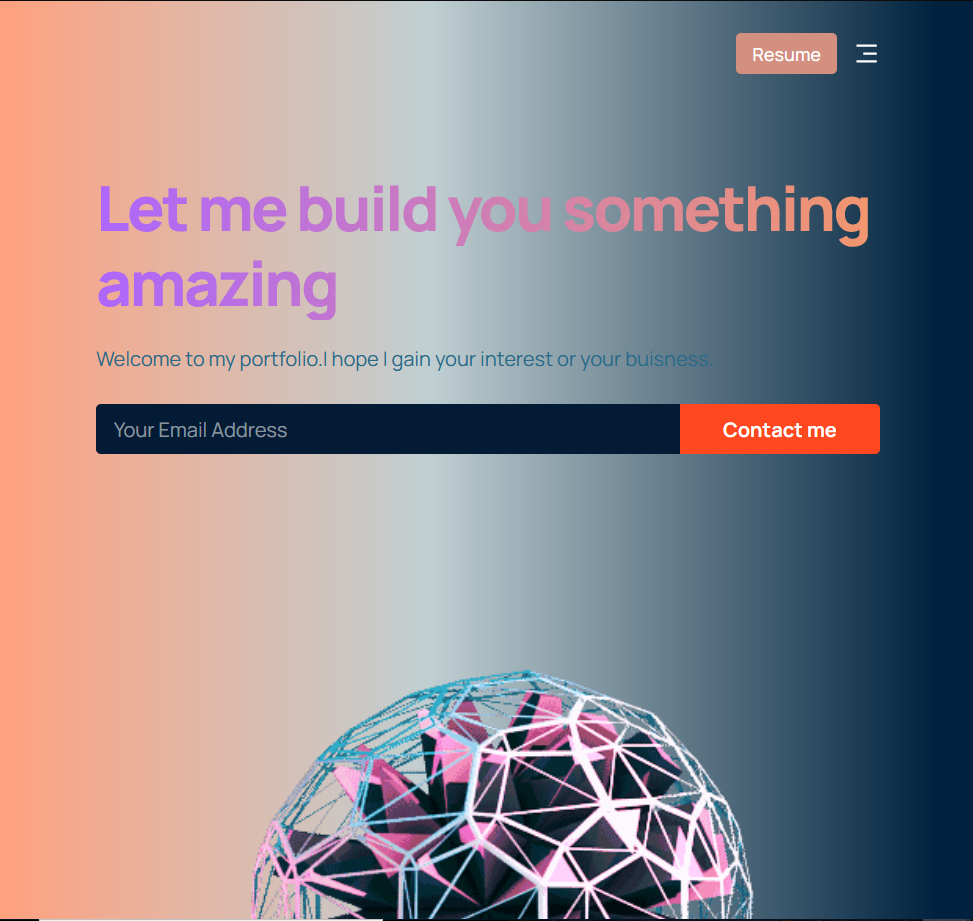 Resume
Let me build you something
amazing
Welcome to my portfolio.I hope I gain your interest or your buisness.
Your Email Address
Contact me